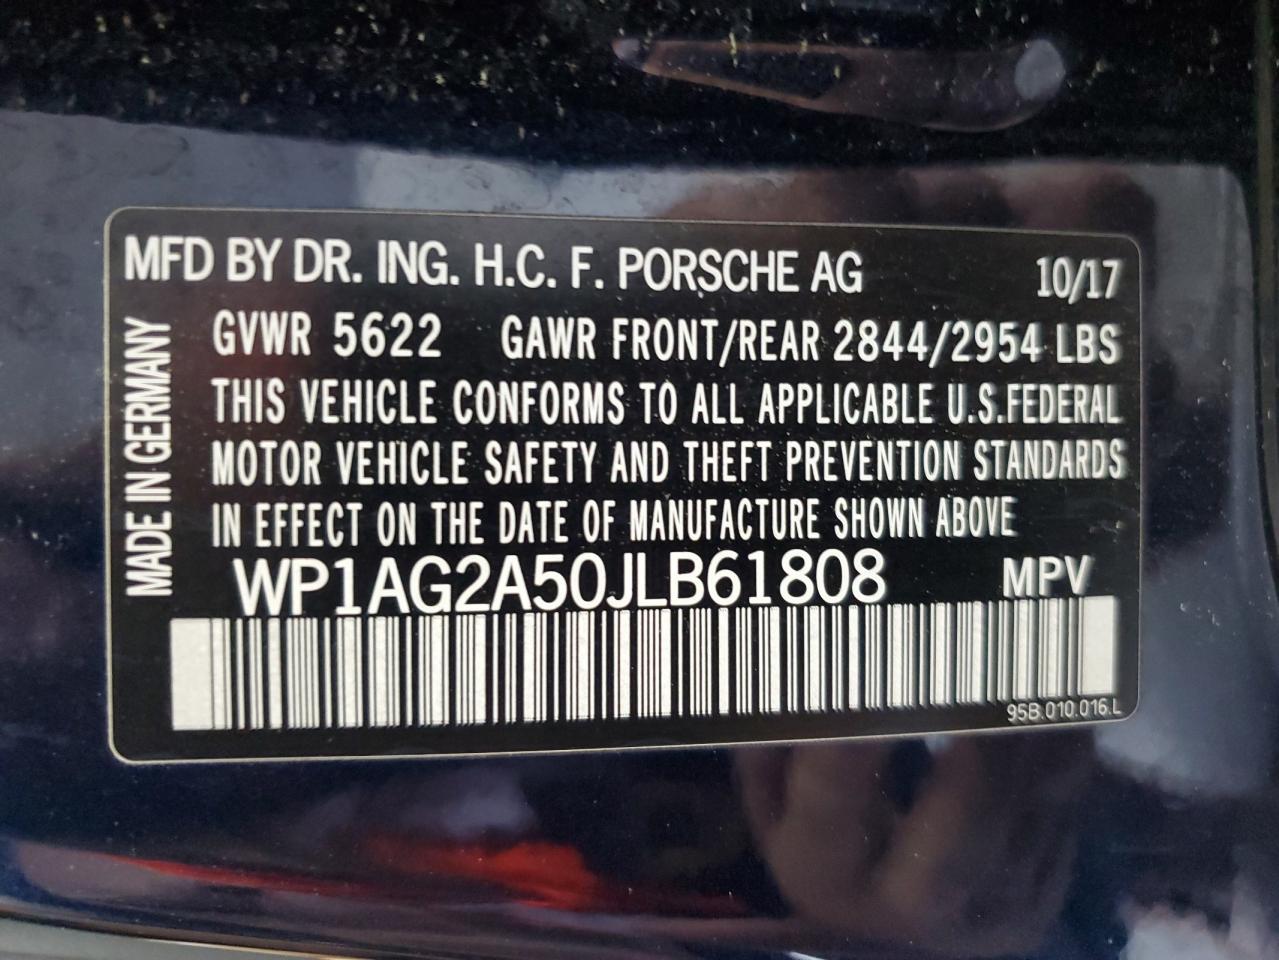 MFD BY DR. ING. H.C. F. PORSCHE AG 10/17
GVWR 5622 GAWR FRONT/REAR 2844/2954 LBS
THIS VEHICLE CONFORMS TO ALL APPLICABLE U.S.FEDERAL
MOTOR VEHICLE SAFETY AND THEFT PREVENTION STANDARDS
IN EFFECT ON THE DATE OF MANUFACTURE SHOWN ABOVE
WP1AG2A50JLB61808 MPV
95B.010.016.L
MADE IN GERMANY